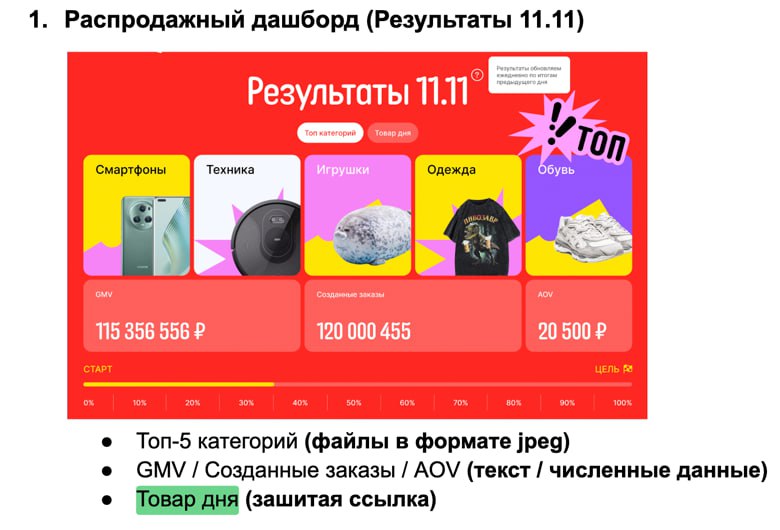 1. Распродажный дашборд (Результаты 11.11)
Результаты 11.11
?
Результаты обновляем
ежедневно по итогам
предыдущего дня
Топ категорий
Товар дня
!! ТОП
Смартфоны
Техника
Игрушки
Одежда
Обувь
ПИВОЗАВР
GMV
115 356 556 ₽
Созданные заказы
120 000 455
AOV
20 500 ₽
СТАРТ
ЦЕЛЬ
0% 10% 20% 30% 40% 50% 60% 70% 80% 90% 100%
● Топ-5 категорий (файлы в формате jpeg)
● GMV / Созданные заказы / AOV (текст / численные данные)
● Товар дня (зашитая ссылка)